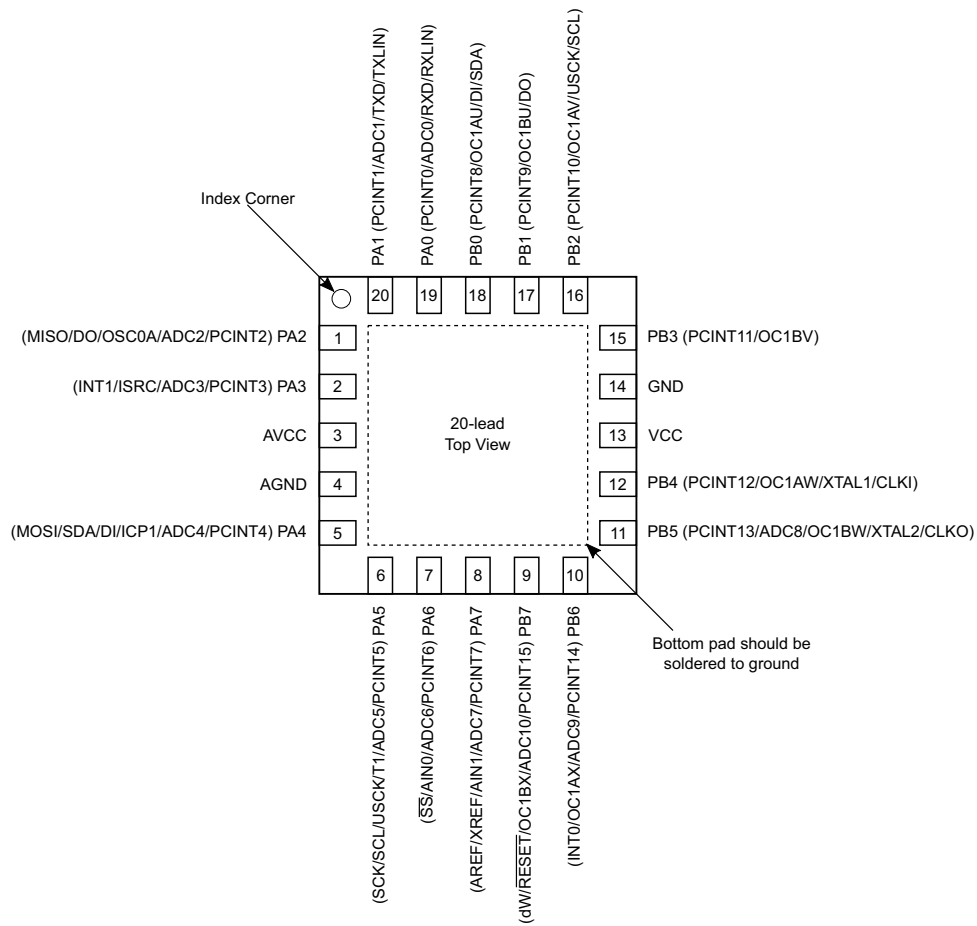 PA1 (PCINT1/ADC1/TXD/TXLIN)
PA0 (PCINT0/ADC0/RXD/RXLIN)
PB0 (PCINT8/OC1AU/DI/SDA)
PB1 (PCINT9/OC1BU/DO)
PB2 (PCINT10/OC1AV/USCK/SCL)
Index Corner
20
19
18
17
16
(MISO/DO/OSC0A/ADC2/PCINT2) PA2
1
15
PB3 (PCINT11/OC1BV)
(INT1/ISRC/ADC3/PCINT3) PA3
2
14
GND
AVCC
3
20-lead
Top View
13
VCC
AGND
4
12
PB4 (PCINT12/OC1AW/XTAL1/CLKI)
(MOSI/SDA/DI/ICP1/ADC4/PCINT4) PA4
5
11
PB5 (PCINT13/ADC8/OC1BW/XTAL2/CLKO)
6
7
8
9
10
Bottom pad should be
soldered to ground
(SCK/SCL/USCK/T1/ADC5/PCINT5) PA5
(SS/AIN0/ADC6/PCINT6) PA6
(AREF/XREF/AIN1/ADC7/PCINT7) PA7
(dW/RESET/OC1BX/ADC10/PCINT15) PB7
(INT0/OC1AX/ADC9/PCINT14) PB6